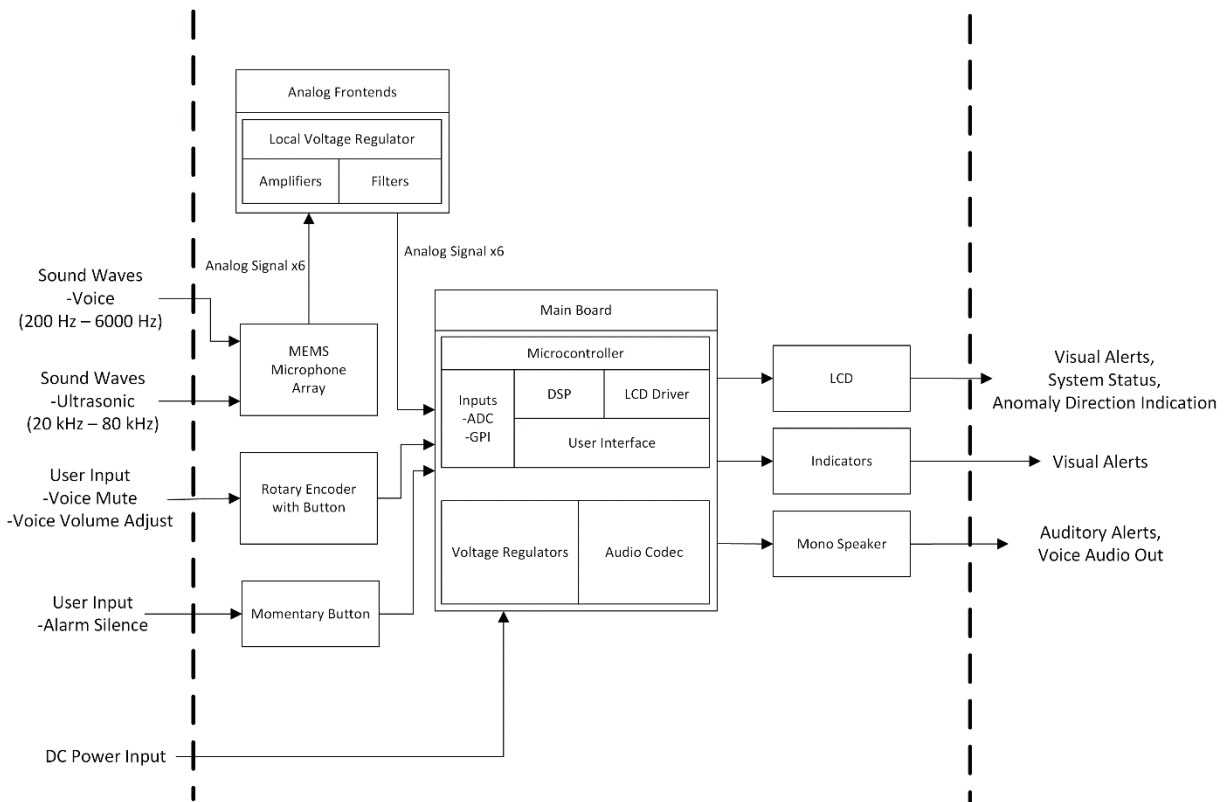 Analog Frontends
Local Voltage Regulator
Amplifiers
Filters
Analog Signal x6
Analog Signal x6
Sound Waves
-Voice
(200 Hz – 6000 Hz)
Sound Waves
-Ultrasonic
(20 kHz – 80 kHz)
MEMS
Microphone
Array
User Input
-Voice Mute
-Voice Volume Adjust
Rotary Encoder
with Button
User Input
-Alarm Silence
Momentary Button
DC Power Input
Main Board
Microcontroller
Inputs
-ADC
-GPI
DSP
LCD Driver
User Interface
Voltage Regulators
Audio Codec
LCD
Indicators
Mono Speaker
Visual Alerts,
System Status,
Anomaly Direction Indication
Visual Alerts
Auditory Alerts,
Voice Audio Out